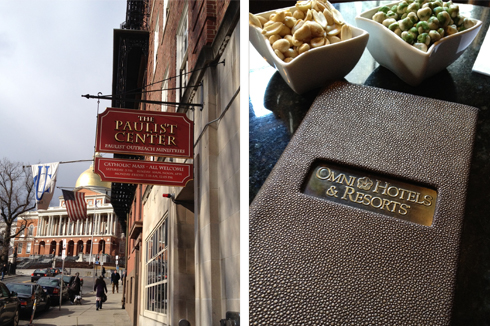 THE
PAULIST
CENTER
PAULIST OUTREACH MINISTRIES
CATHOLIC MASS - ALL WELCOME
OMNI HOTELS
& RESORTS